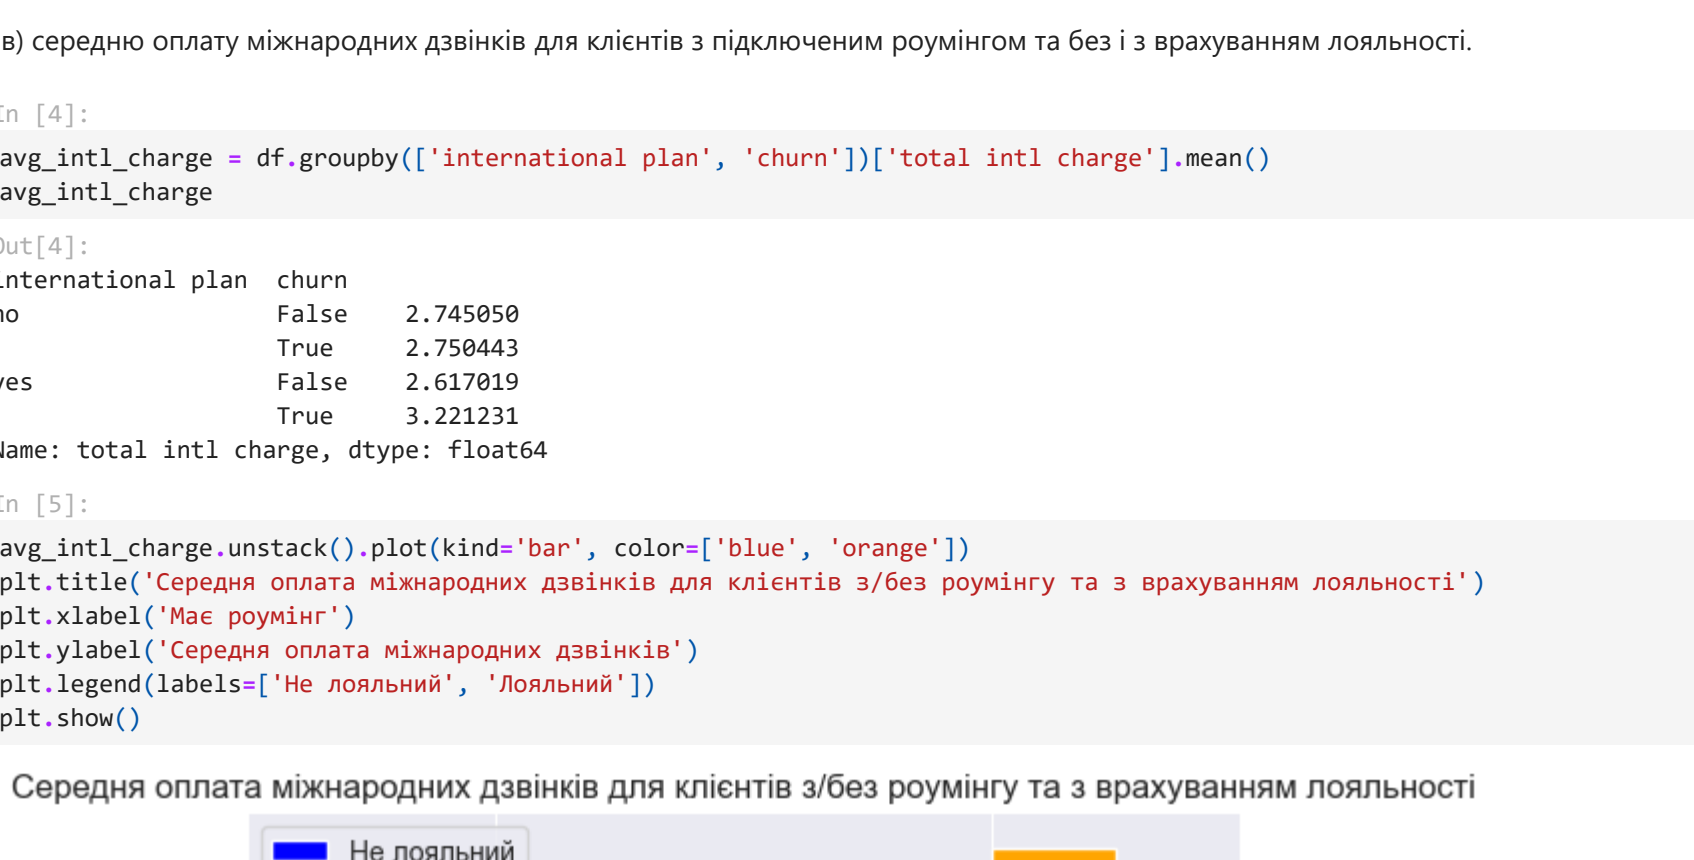 в) середню оплату міжнародних дзвінків для клієнтів з підключеним роумінгом та без і з врахуванням лояльності.
In [4]:
avg_intl_charge = df.groupby(['international plan', 'churn'])['total intl charge'].mean()
avg_intl_charge
Out[4]:
international plan  churn
no                  False    2.745050
                    True     2.750443
yes                 False    2.617019
                    True     3.221231
Name: total intl charge, dtype: float64
In [5]:
avg_intl_charge.unstack().plot(kind='bar', color=['blue', 'orange'])
plt.title('Середня оплата міжнародних дзвінків для клієнтів з/без роумінгу та з врахуванням лояльності')
plt.xlabel('Має роумінг')
plt.ylabel('Середня оплата міжнародних дзвінків')
plt.legend(labels=['Не лояльний', 'Лояльний'])
plt.show()
Середня оплата міжнародних дзвінків для клієнтів з/без роумінгу та з врахуванням лояльності
Не лояльний